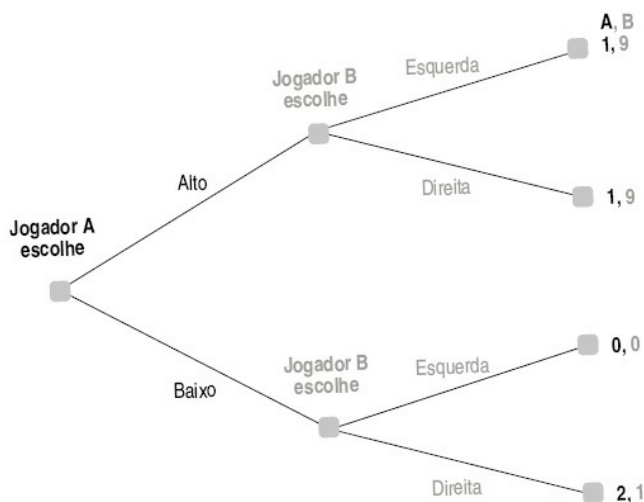 A, B
1, 9
Esquerda
Jogador B
escolhe
Direita
1, 9
Alto
Jogador A
escolhe
0, 0
Esquerda
Jogador B
escolhe
Baixo
Direita
2, 1